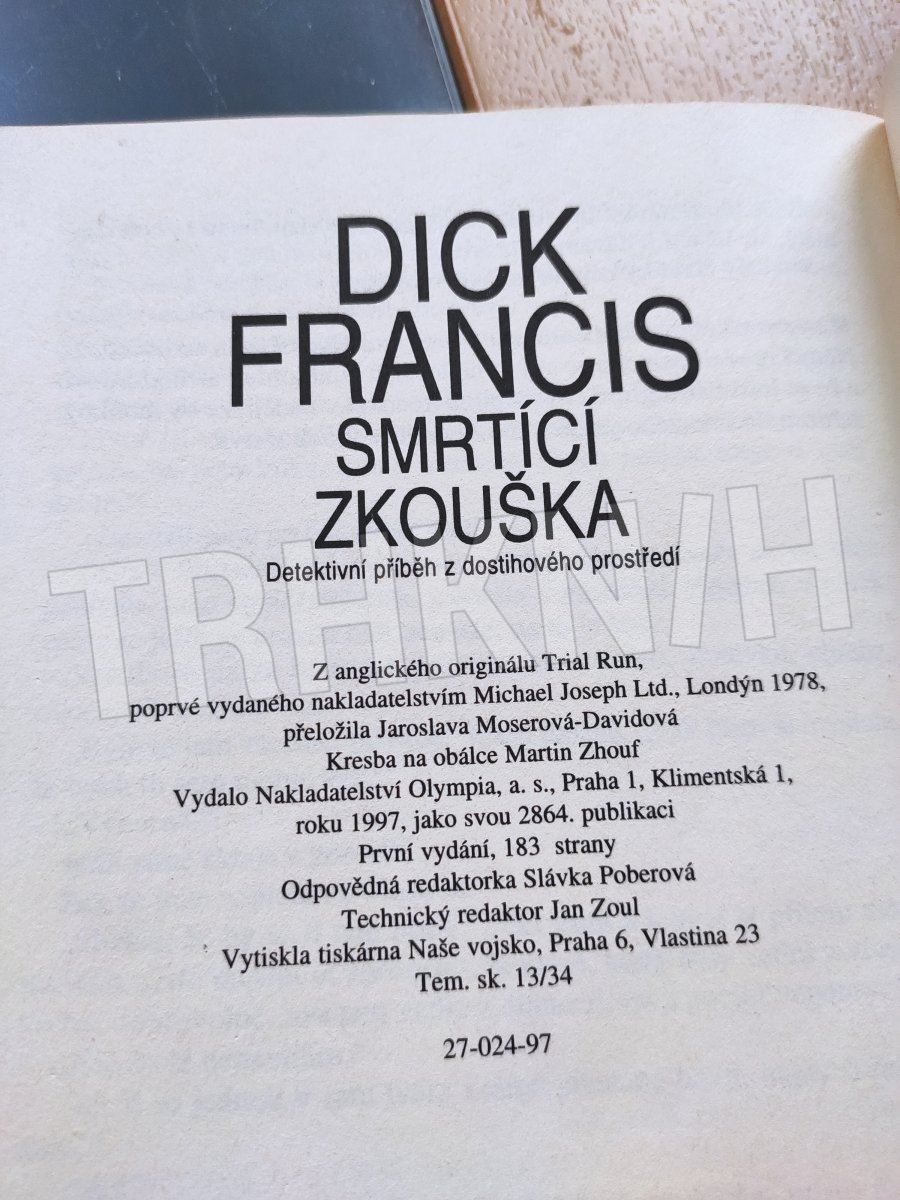 DICK
FRANCIS
SMRTÍCÍ
ZKOUŠKA
Detektivní příběh z dostihového prostředí
TRHKNIH
Z anglického originálu Trial Run,
poprvé vydaného nakladatelstvím Michael Joseph Ltd., Londýn 1978,
přeložila Jaroslava Moserová-Davidová
Kresba na obálce Martin Zhouf
Vydalo Nakladatelství Olympia, a. s., Praha 1, Klimentská 1,
roku 1997, jako svou 2864. publikaci
První vydání, 183 strany
Odpovědná redaktorka Slávka Poberová
Technický redaktor Jan Zoul
Vytiskla tiskárna Naše vojsko, Praha 6, Vlastina 23
Tem. sk. 13/34
27-024-97